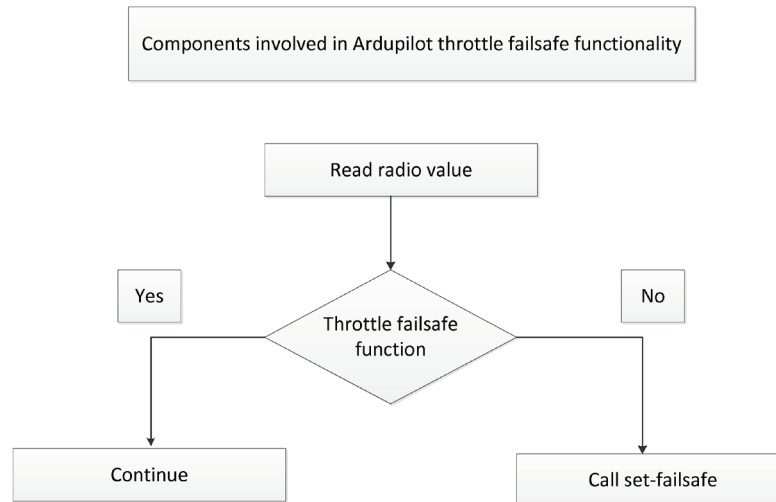 Components involved in Ardupilot throttle failsafe functionality
Read radio value
Yes
No
Throttle failsafe
function
Continue
Call set-failsafe